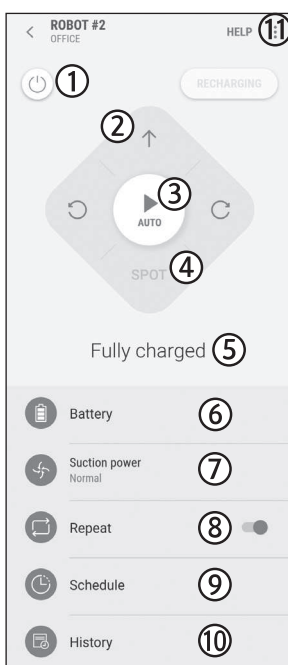 ROBOT #2
OFFICE
HELP 11
1 RECHARGING
2
3
AUTO
SPOT 4
Fully charged 5
Battery 6
Suction power 7
Normal
Repeat 8
Schedule 9
History 10